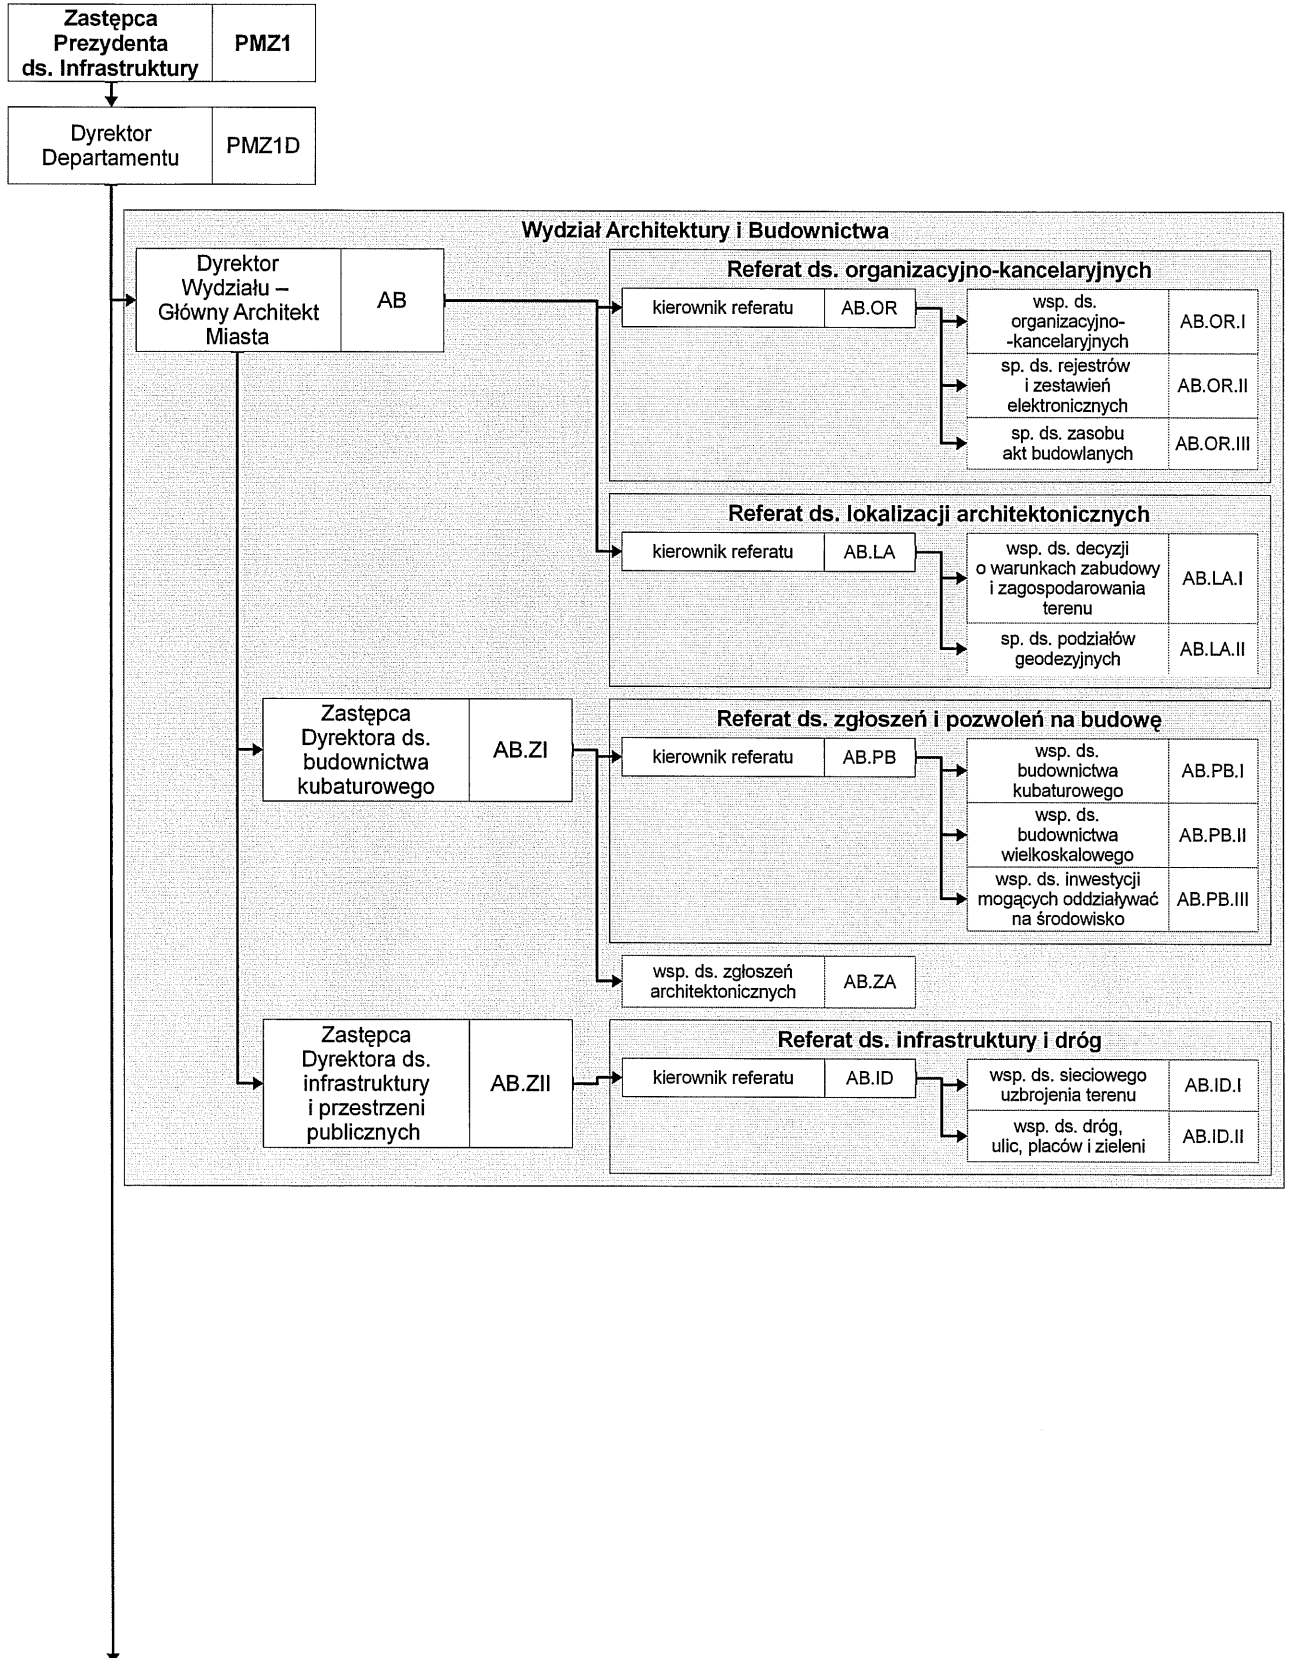 Zastępca
Prezydenta
ds. Infrastruktury
PMZ1
Dyrektor
Departamentu
PMZ1D
Wydział Architektury i Budownictwa
Dyrektor
Wydziału –
Główny Architekt
Miasta
AB
Referat ds. organizacyjno-kancelaryjnych
kierownik referatu
AB.OR
wsp. ds.
organizacyjno-
-kancelaryjnych
AB.OR.I
sp. ds. rejestrów
i zestawień
elektronicznych
AB.OR.II
sp. ds. zasobu
akt budowlanych
AB.OR.III
Referat ds. lokalizacji architektonicznych
kierownik referatu
AB.LA
wsp. ds. decyzji
o warunkach zabudowy
i zagospodarowania
terenu
AB.LA.I
sp. ds. podziałów
geodezyjnych
AB.LA.II
Zastępca
Dyrektora ds.
budownictwa
kubaturowego
AB.ZI
Referat ds. zgłoszeń i pozwoleń na budowę
kierownik referatu
AB.PB
wsp. ds.
budownictwa
kubaturowego
AB.PB.I
wsp. ds.
budownictwa
wielkoskalowego
AB.PB.II
wsp. ds. inwestycji
mogących oddziaływać
na środowisko
AB.PB.III
wsp. ds. zgłoszeń
architektonicznych
AB.ZA
Zastępca
Dyrektora ds.
infrastruktury
i przestrzeni
publicznych
AB.ZII
Referat ds. infrastruktury i dróg
kierownik referatu
AB.ID
wsp. ds. sieciowego
uzbrojenia terenu
AB.ID.I
wsp. ds. dróg,
ulic, placów i zieleni
AB.ID.II